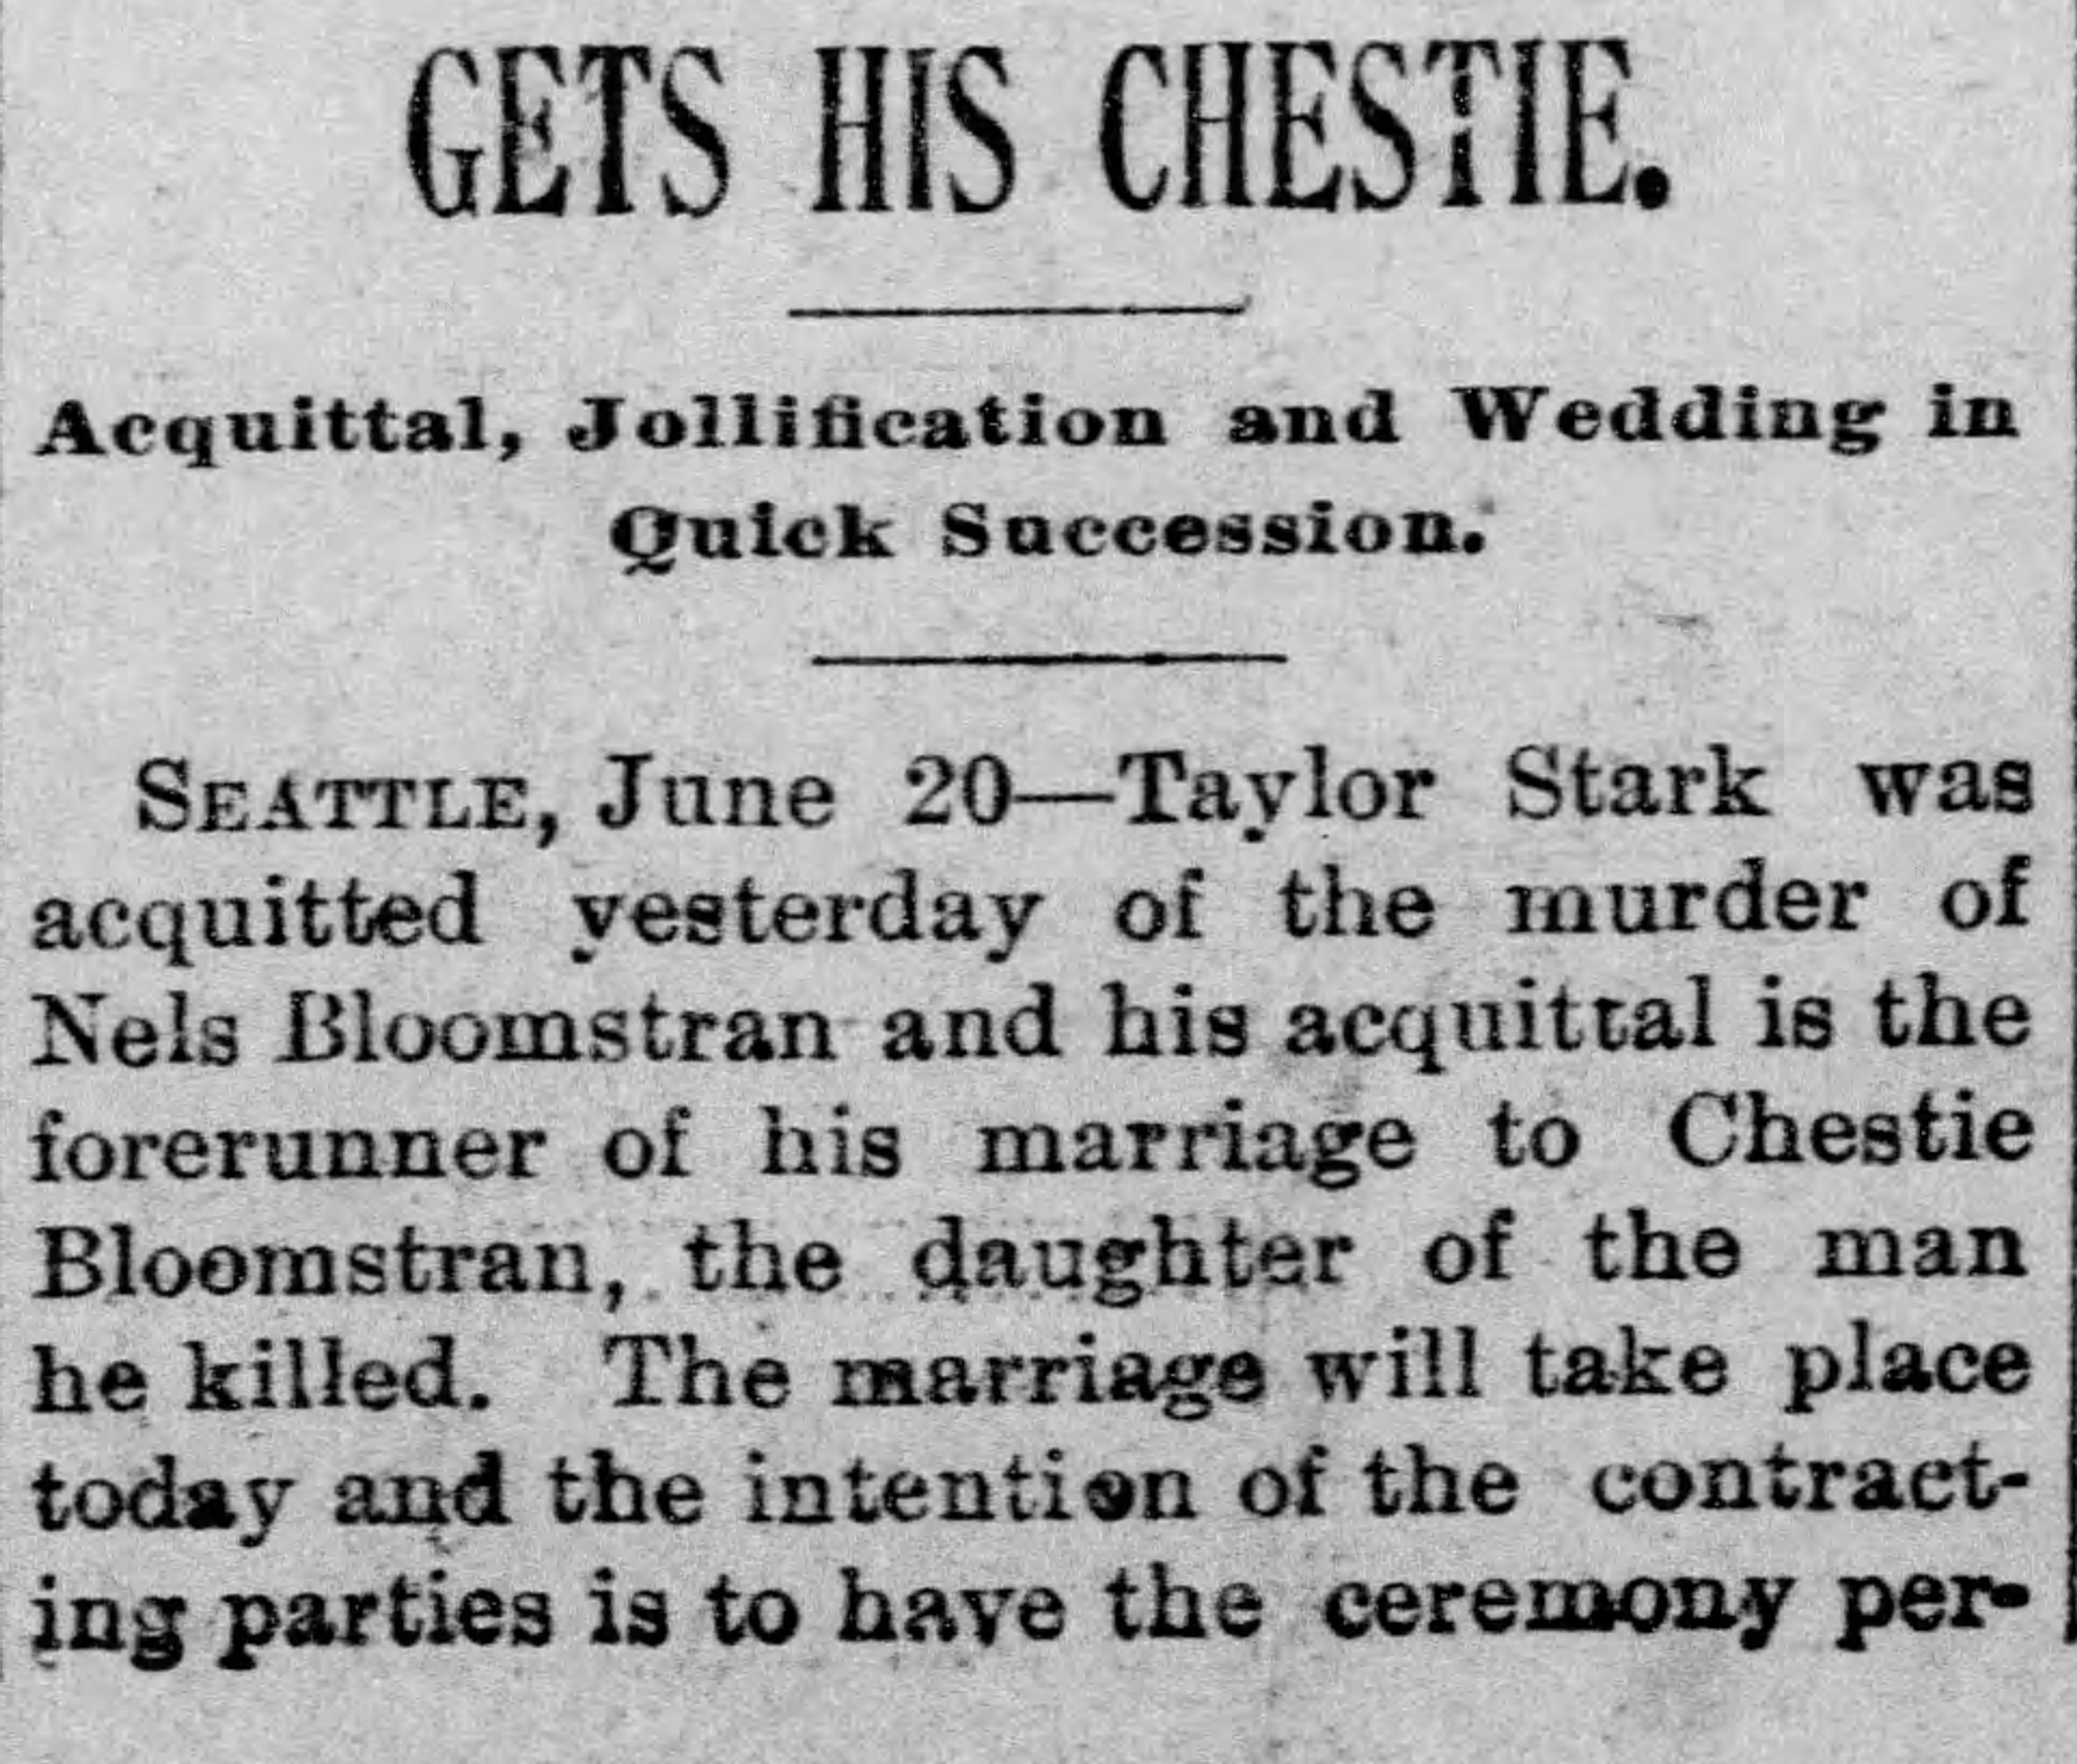 GETS HIS CHESTIE.
Acquittal, Jollification and Wedding in
Quick Succession.
SEATTLE, June 20—Taylor Stark was
acquitted yesterday of the murder of
Nels Bloomstran and his acquittal is the
forerunner of his marriage to Chestie
Bloomstran, the daughter of the man
he killed. The marriage will take place
today and the intention of the contract-
ing parties is to have the ceremony per-